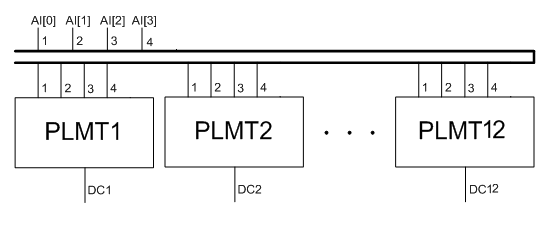 AI[0] AI[1] AI[2] AI[3]
1 2 3 4
1 2 3 4 1 2 3 4 1 2 3 4
PLMT1 PLMT2 . . . PLMT12
DC1 DC2 DC12